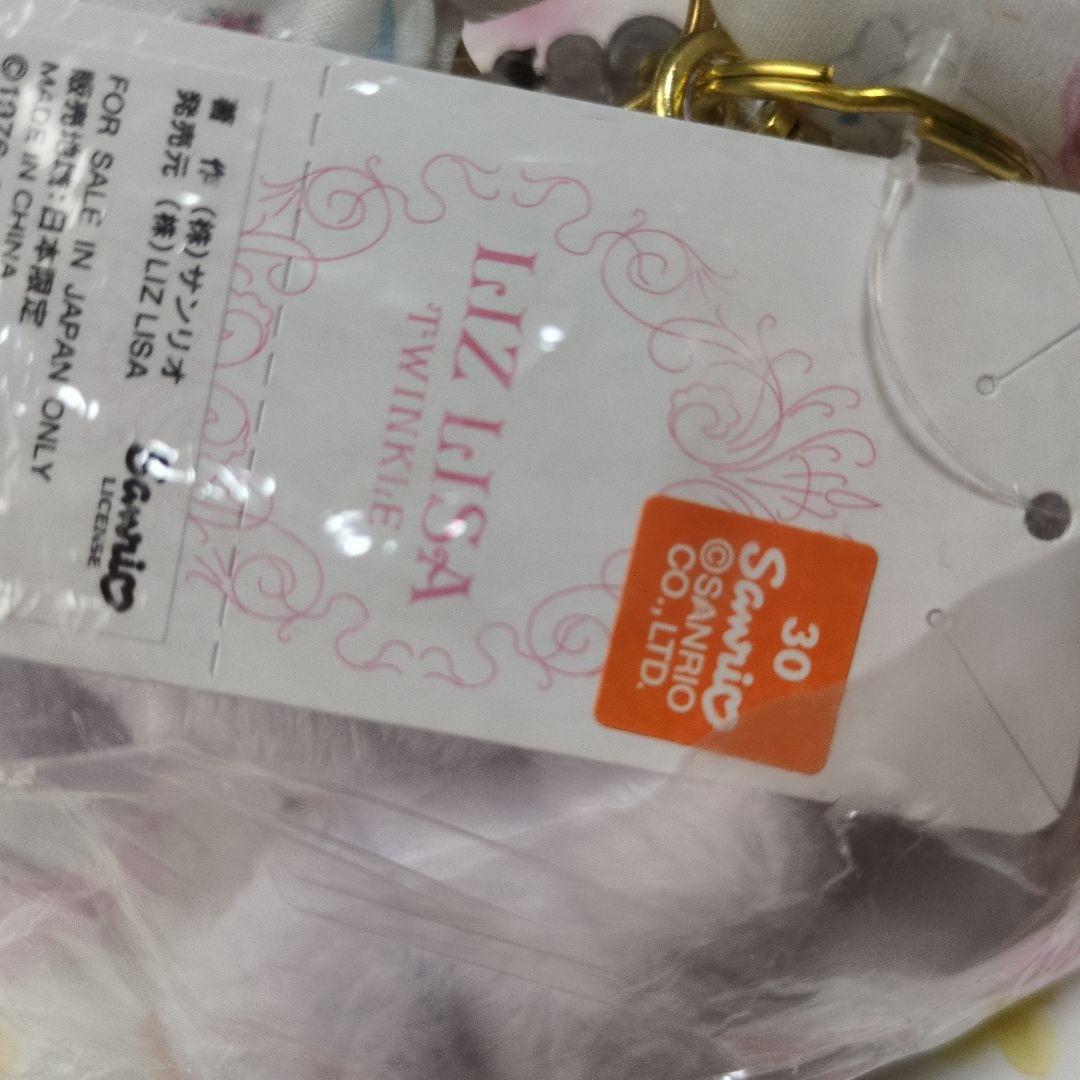 LIZ LISA
TWINKLE
30
Sanrio
©SANRIO
CO., LTD.
著 作 (株)サンリオ
発売元 (株)LIZ LISA
FOR SALE IN JAPAN ONLY
販売地域:日本限定
MADE IN CHINA
©1976
Sanrio
LICENSE